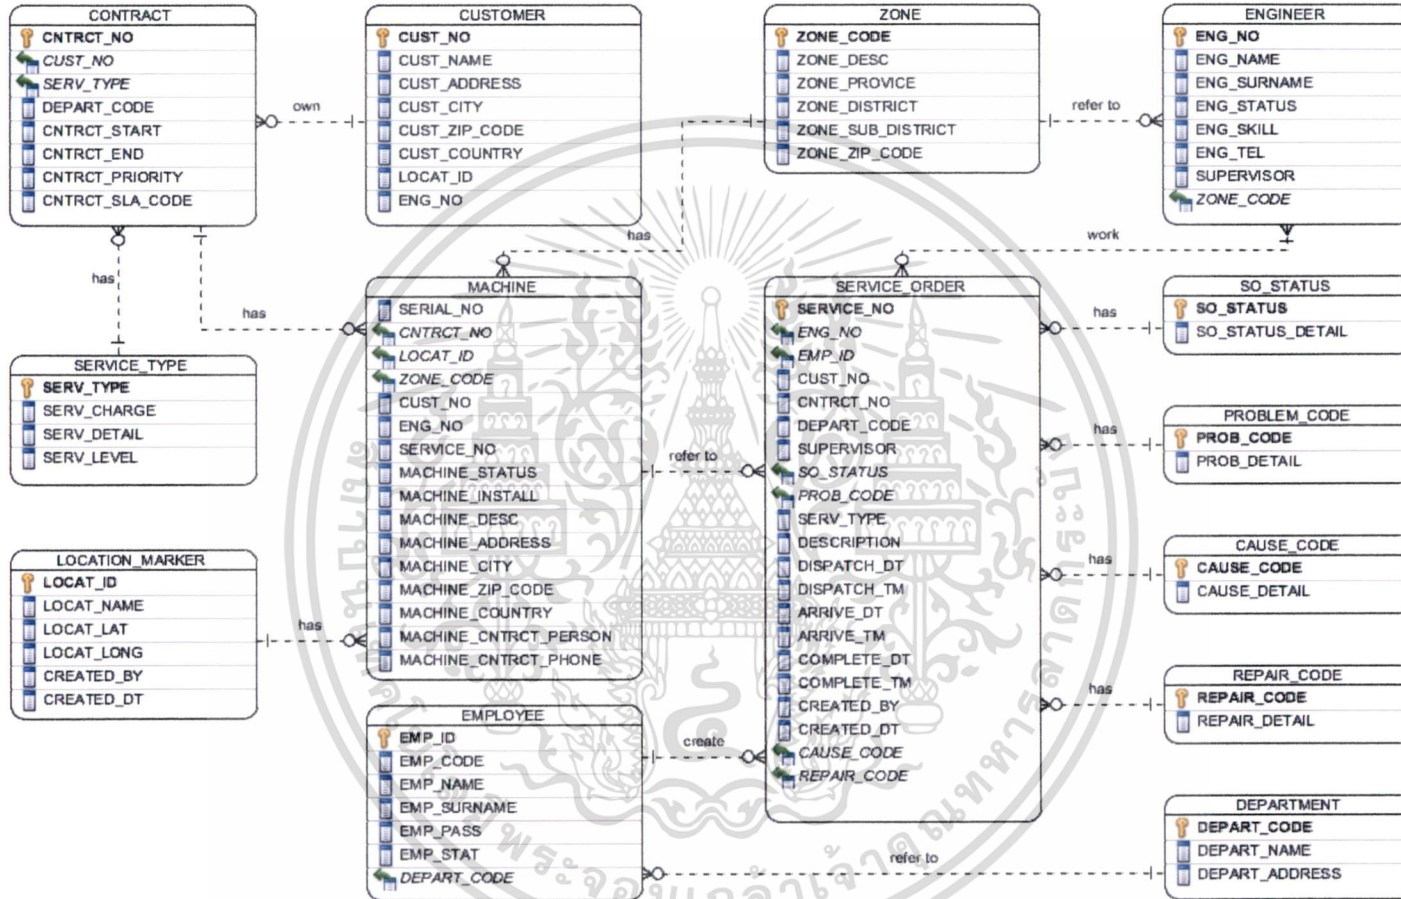 CONTRACT
CNTRCT_NO
CUST_NO
SERV_TYPE
DEPART_CODE
CNTRCT_START
CNTRCT_END
CNTRCT_PRIORITY
CNTRCT_SLA_CODE
own
CUSTOMER
CUST_NO
CUST_NAME
CUST_ADDRESS
CUST_CITY
CUST_ZIP_CODE
CUST_COUNTRY
LOCAT_ID
ENG_NO
ZONE
ZONE_CODE
ZONE_DESC
ZONE_PROVICE
ZONE_DISTRICT
ZONE_SUB_DISTRICT
ZONE_ZIP_CODE
refer to
ENGINEER
ENG_NO
ENG_NAME
ENG_SURNAME
ENG_STATUS
ENG_SKILL
ENG_TEL
SUPERVISOR
ZONE_CODE
has
has
has
work
SERVICE_TYPE
SERV_TYPE
SERV_CHARGE
SERV_DETAIL
SERV_LEVEL
LOCATION_MARKER
LOCAT_ID
LOCAT_NAME
LOCAT_LAT
LOCAT_LONG
CREATED_BY
CREATED_DT
has
MACHINE
SERIAL_NO
CNTRCT_NO
LOCAT_ID
ZONE_CODE
CUST_NO
ENG_NO
SERVICE_NO
MACHINE_STATUS
MACHINE_INSTALL
MACHINE_DESC
MACHINE_ADDRESS
MACHINE_CITY
MACHINE_ZIP_CODE
MACHINE_COUNTRY
MACHINE_CNTRCT_PERSON
MACHINE_CNTRCT_PHONE
refer to
EMPLOYEE
EMP_ID
EMP_CODE
EMP_NAME
EMP_SURNAME
EMP_PASS
EMP_STAT
DEPART_CODE
create
refer to
SERVICE_ORDER
SERVICE_NO
ENG_NO
EMP_ID
CUST_NO
CNTRCT_NO
DEPART_CODE
SUPERVISOR
SO_STATUS
PROB_CODE
SERV_TYPE
DESCRIPTION
DISPATCH_DT
DISPATCH_TM
ARRIVE_DT
ARRIVE_TM
COMPLETE_DT
COMPLETE_TM
CREATED_BY
CREATED_DT
CAUSE_CODE
REPAIR_CODE
has
SO_STATUS
SO_STATUS
SO_STATUS_DETAIL
has
PROBLEM_CODE
PROB_CODE
PROB_DETAIL
has
CAUSE_CODE
CAUSE_CODE
CAUSE_DETAIL
has
REPAIR_CODE
REPAIR_CODE
REPAIR_DETAIL
DEPARTMENT
DEPART_CODE
DEPART_NAME
DEPART_ADDRESS